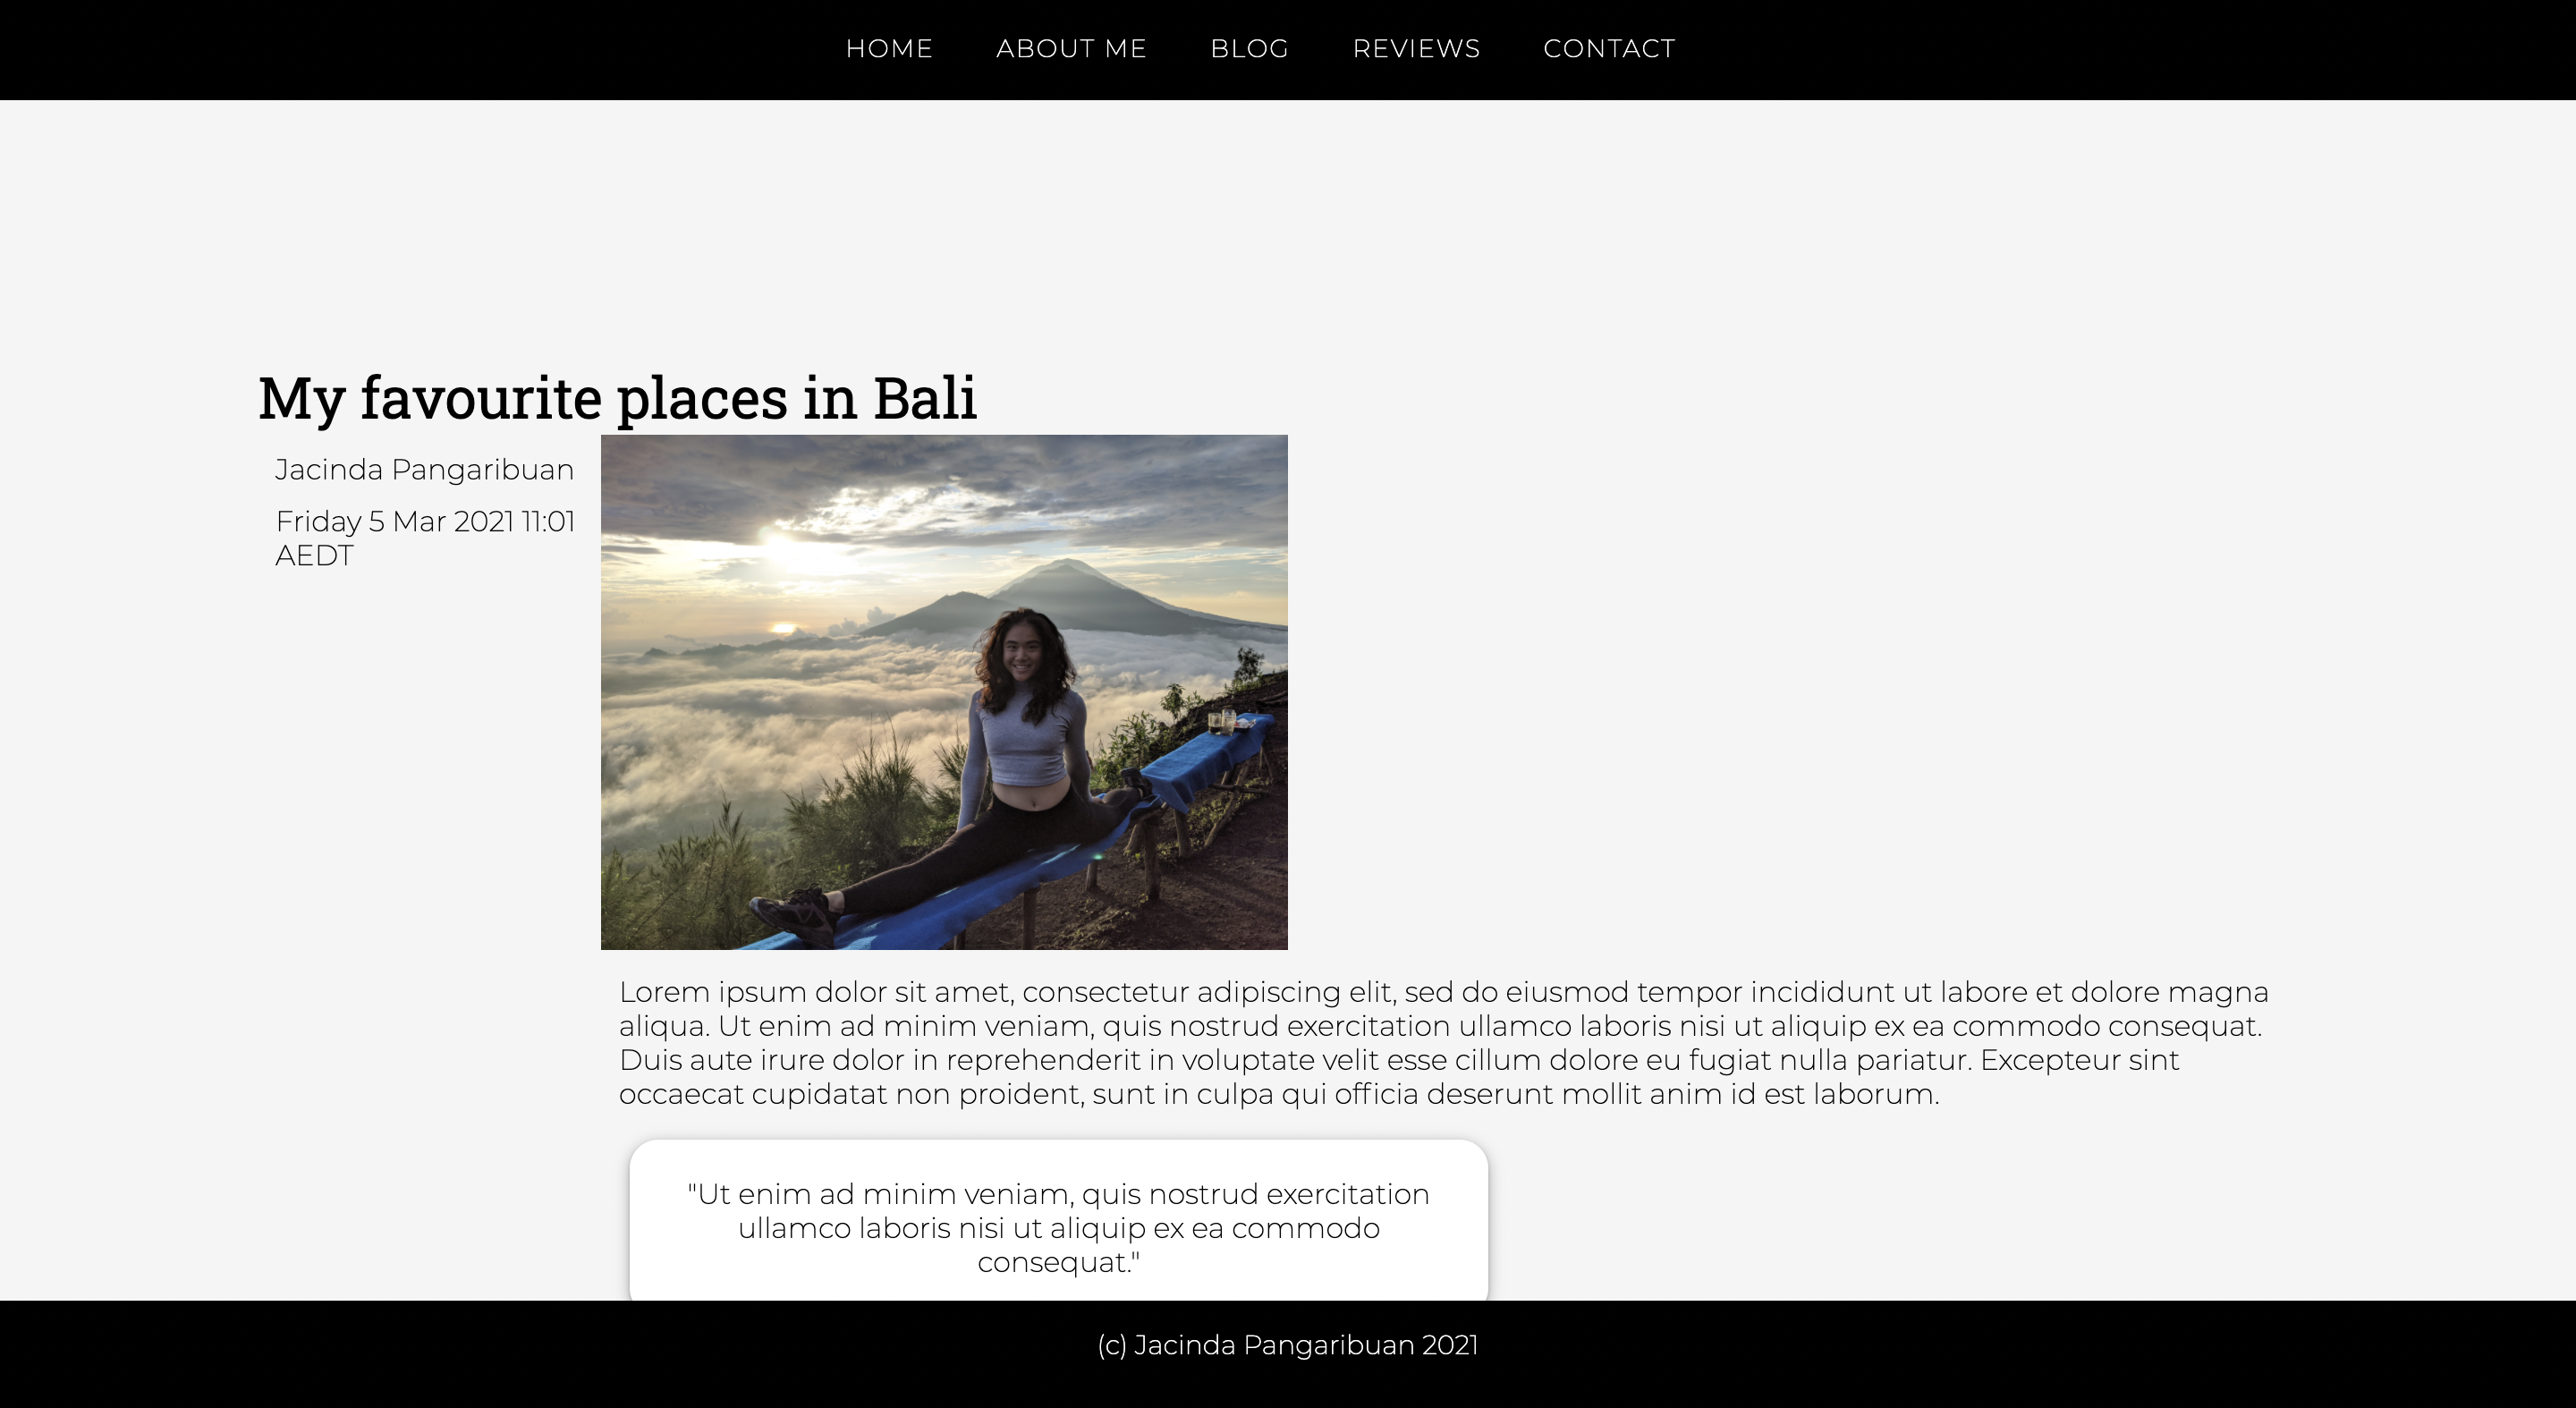 HOME ABOUT ME BLOG REVIEWS CONTACT
My favourite places in Bali
Jacinda Pangaribuan
Friday 5 Mar 2021 11:01
AEDT
Lorem ipsum dolor sit amet, consectetur adipiscing elit, sed do eiusmod tempor incididunt ut labore et dolore magna
aliqua. Ut enim ad minim veniam, quis nostrud exercitation ullamco laboris nisi ut aliquip ex ea commodo consequat.
Duis aute irure dolor in reprehenderit in voluptate velit esse cillum dolore eu fugiat nulla pariatur. Excepteur sint
occaecat cupidatat non proident, sunt in culpa qui officia deserunt mollit anim id est laborum.
"Ut enim ad minim veniam, quis nostrud exercitation
ullamco laboris nisi ut aliquip ex ea commodo
consequat."
(c) Jacinda Pangaribuan 2021